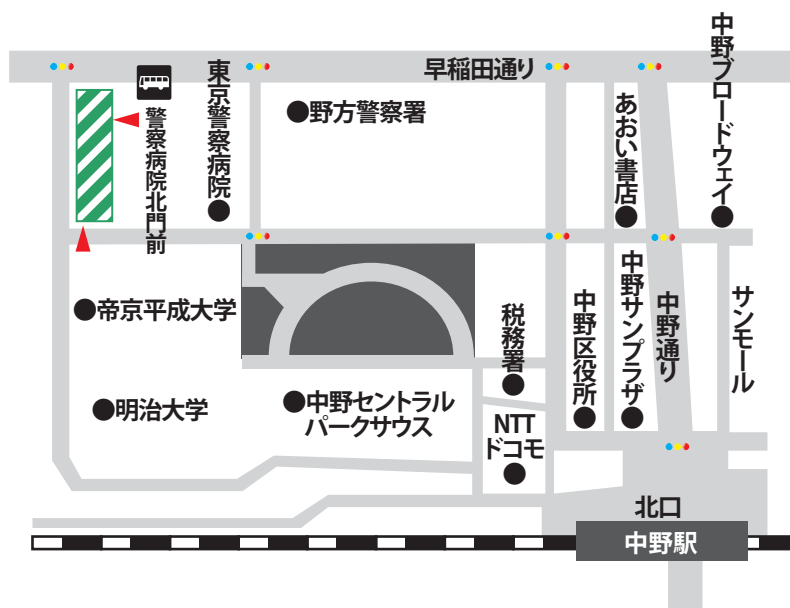 早稲田通り
中野ブロードウェイ
東京警察病院
警察病院北門前
野方警察署
あおい書店
帝京平成大学
明治大学
中野セントラル
パークサウス
税務署
NTT
ドコモ
中野区役所
中野サンプラザ
中野通り
サンモール
北口
中野駅